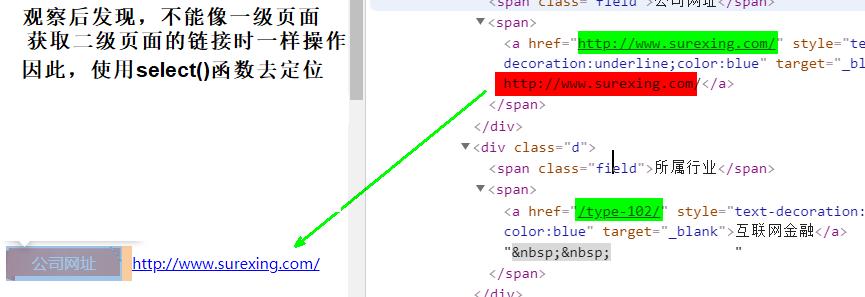 观察后发现，不能像一级页面
获取二级页面的链接时一样操作
因此，使用select()函数去定位
公司网址
http://www.surexing.com/
<span class="field">公司网址</span>
<span>
<a href="http://www.surexing.com/" style="text-
decoration:underline;color:blue" target="_bla
http://www.surexing.com/</a>
</span>
</div>
<div class="d">
<span class="field">所属行业</span>
<span>
<a href="/type-102/" style="text-decoration:
color:blue" target="_blank">互联网金融</a>
"&nbsp;&nbsp; "
</span>
</div>